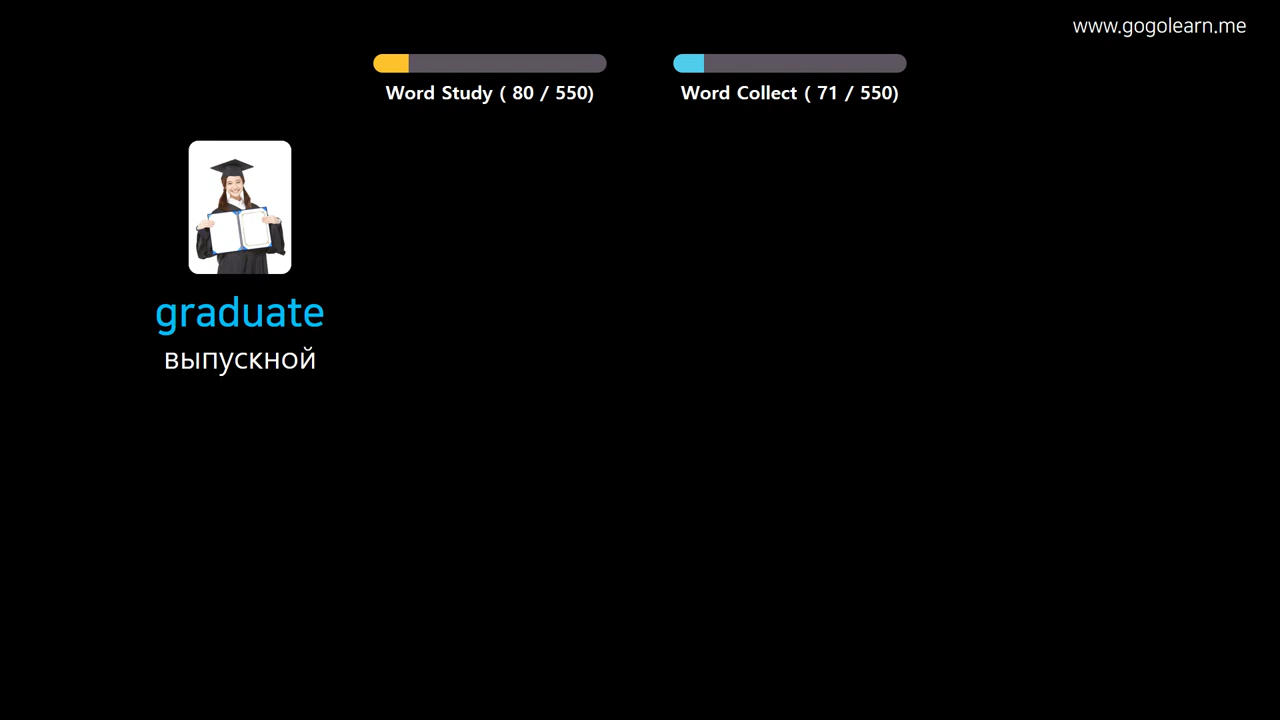 www.gogolearn.me
Word Study ( 80 / 550)
Word Collect ( 71 / 550)
graduate
выпускной